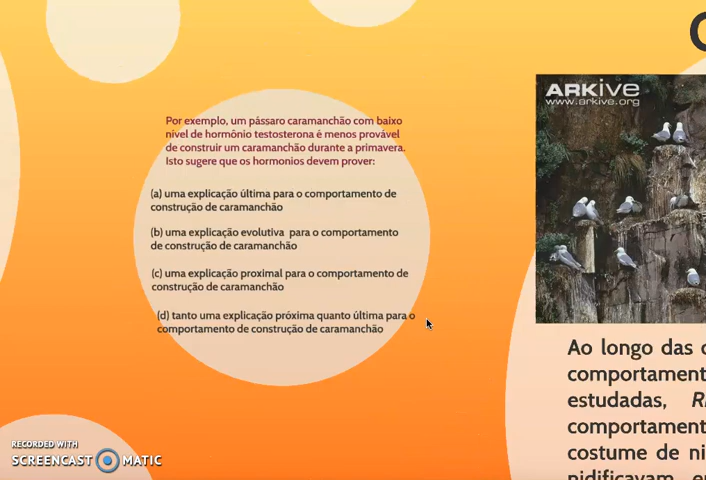 Por exemplo, um pássaro caramanchão com baixo
nível de hormônio testosterona é menos provável
de construir um caramanchão durante a primavera.
Isto sugere que os hormonios devem prover:
(a) uma explicação última para o comportamento de
construção de caramanchão
(b) uma explicação evolutiva para o comportamento
de construção de caramanchão
(c) uma explicação proximal para o comportamento de
construção de caramanchão
(d) tanto uma explicação próxima quanto última para o
comportamento de construção de caramanchão
ARKIVE
www.arkive.org
Ao longo das
comportament
estudadas,
comportament
costume de ni
nidificavam
RECORDED WITH
SCREENCAST MATIC